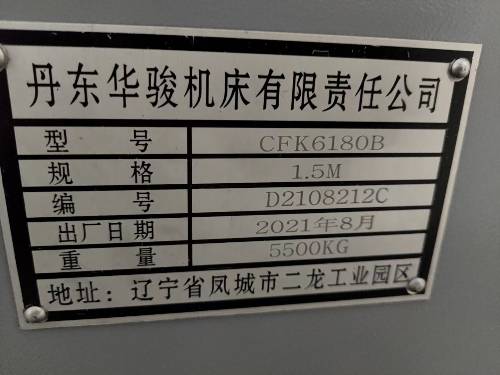 丹东华骏机床有限责任公司
型 号 CFK6180B
规 格 1.5M
编 号 D2108212C
出厂日期 2021年8月
重 量 5500KG
地址: 辽宁省凤城市二龙工业园区